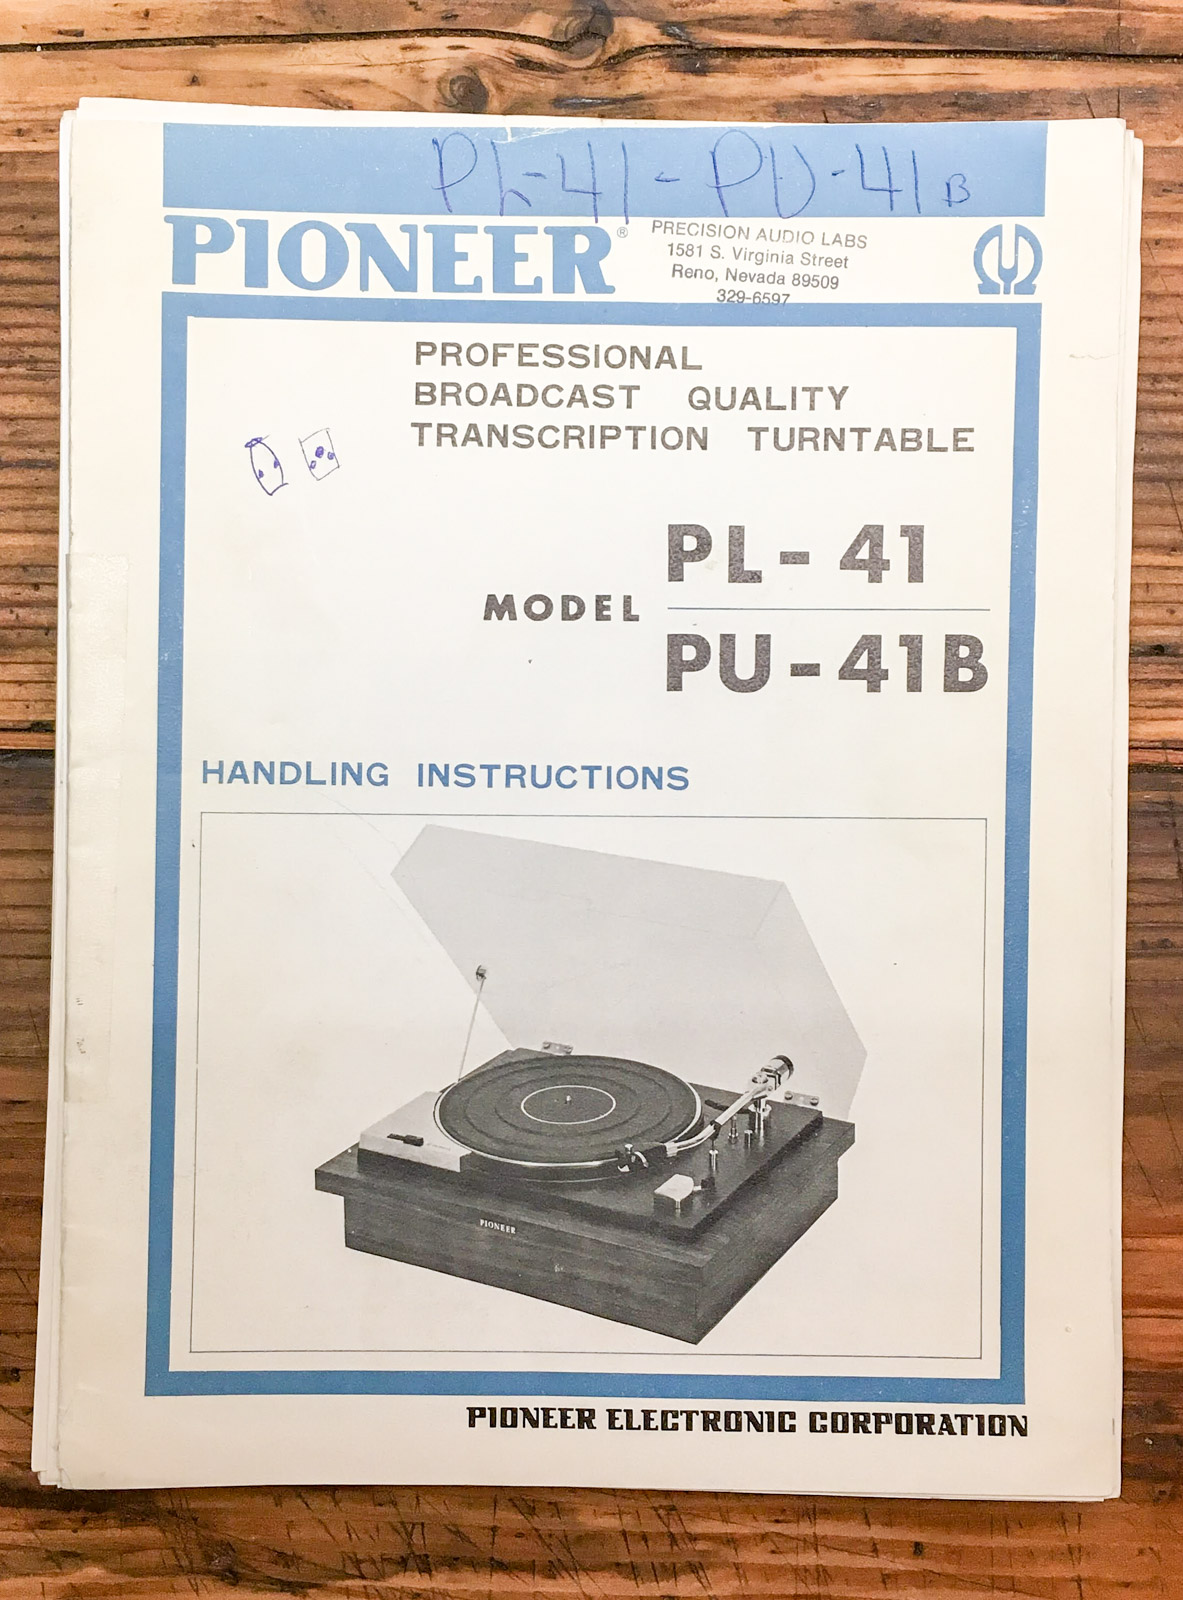 PL-41-PU-41B
PIONEER®
PRECISION AUDIO LABS
1581 S. Virginia Street
Reno, Nevada 89509
329-6597
PROFESSIONAL
BROADCAST QUALITY
TRANSCRIPTION TURNTABLE
MODEL
PL-41
PU-41B
HANDLING INSTRUCTIONS
PIONEER
PIONEER ELECTRONIC CORPORATION